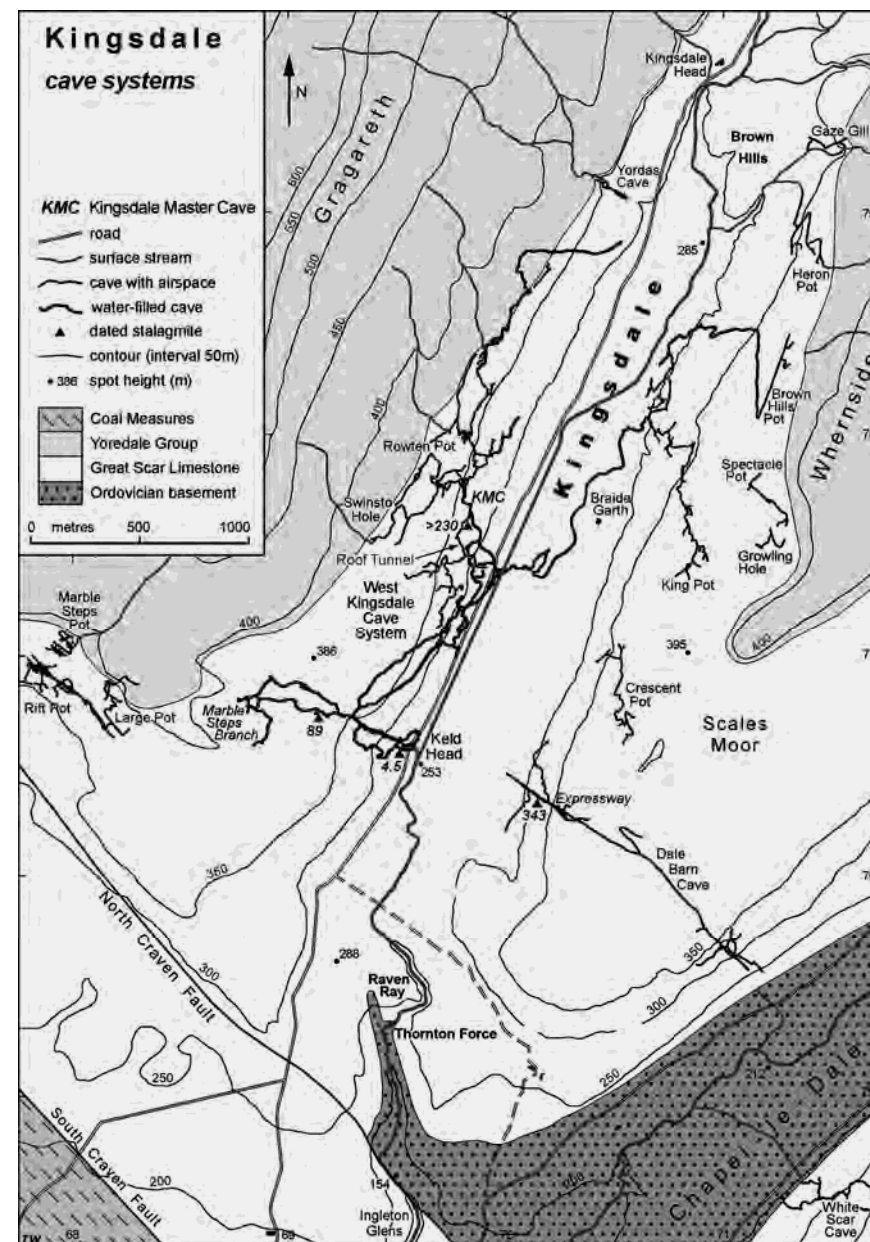 Kingsdale
cave systems
N
KMC Kingsdale Master Cave
road
surface stream
cave with airspace
water-filled cave
dated stalagmite
contour (interval 50m)
386 spot height (m)
Coal Measures
Yoredale Group
Great Scar Limestone
Ordovician basement
0 metres 500 1000
Kingsdale
Head
Gragareth
600
550
500
450
400
Brown
Hills
Gaze Gill
Yordas
Cave
285
Heron
Pot
Kingsdale
Whernside
Brown
Hills
Pot
Rowten Pot
Spectacle
Pot
KMC
Swinsto
Hole
>230
Braida
Garth
Roof Tunnel
Growling
Hole
King Pot
West
Kingsdale
Cave
System
Marble
Steps
Pot
400
400
386
395
Rift Pot
Large Pot
Marble
Steps
Branch
89
Crescent
Pot
Scales
Moor
Keld
Head
4.5
253
Expressway
343
350
Dale
Barn
Cave
North Craven Fault
300
288
350
300
Raven
Ray
Thornton Force
250
250
212
Chapel-le-Dale
South Craven Fault
200
200
154
Ingleton
Glens
White
Scar
Cave
TW
68
69
71